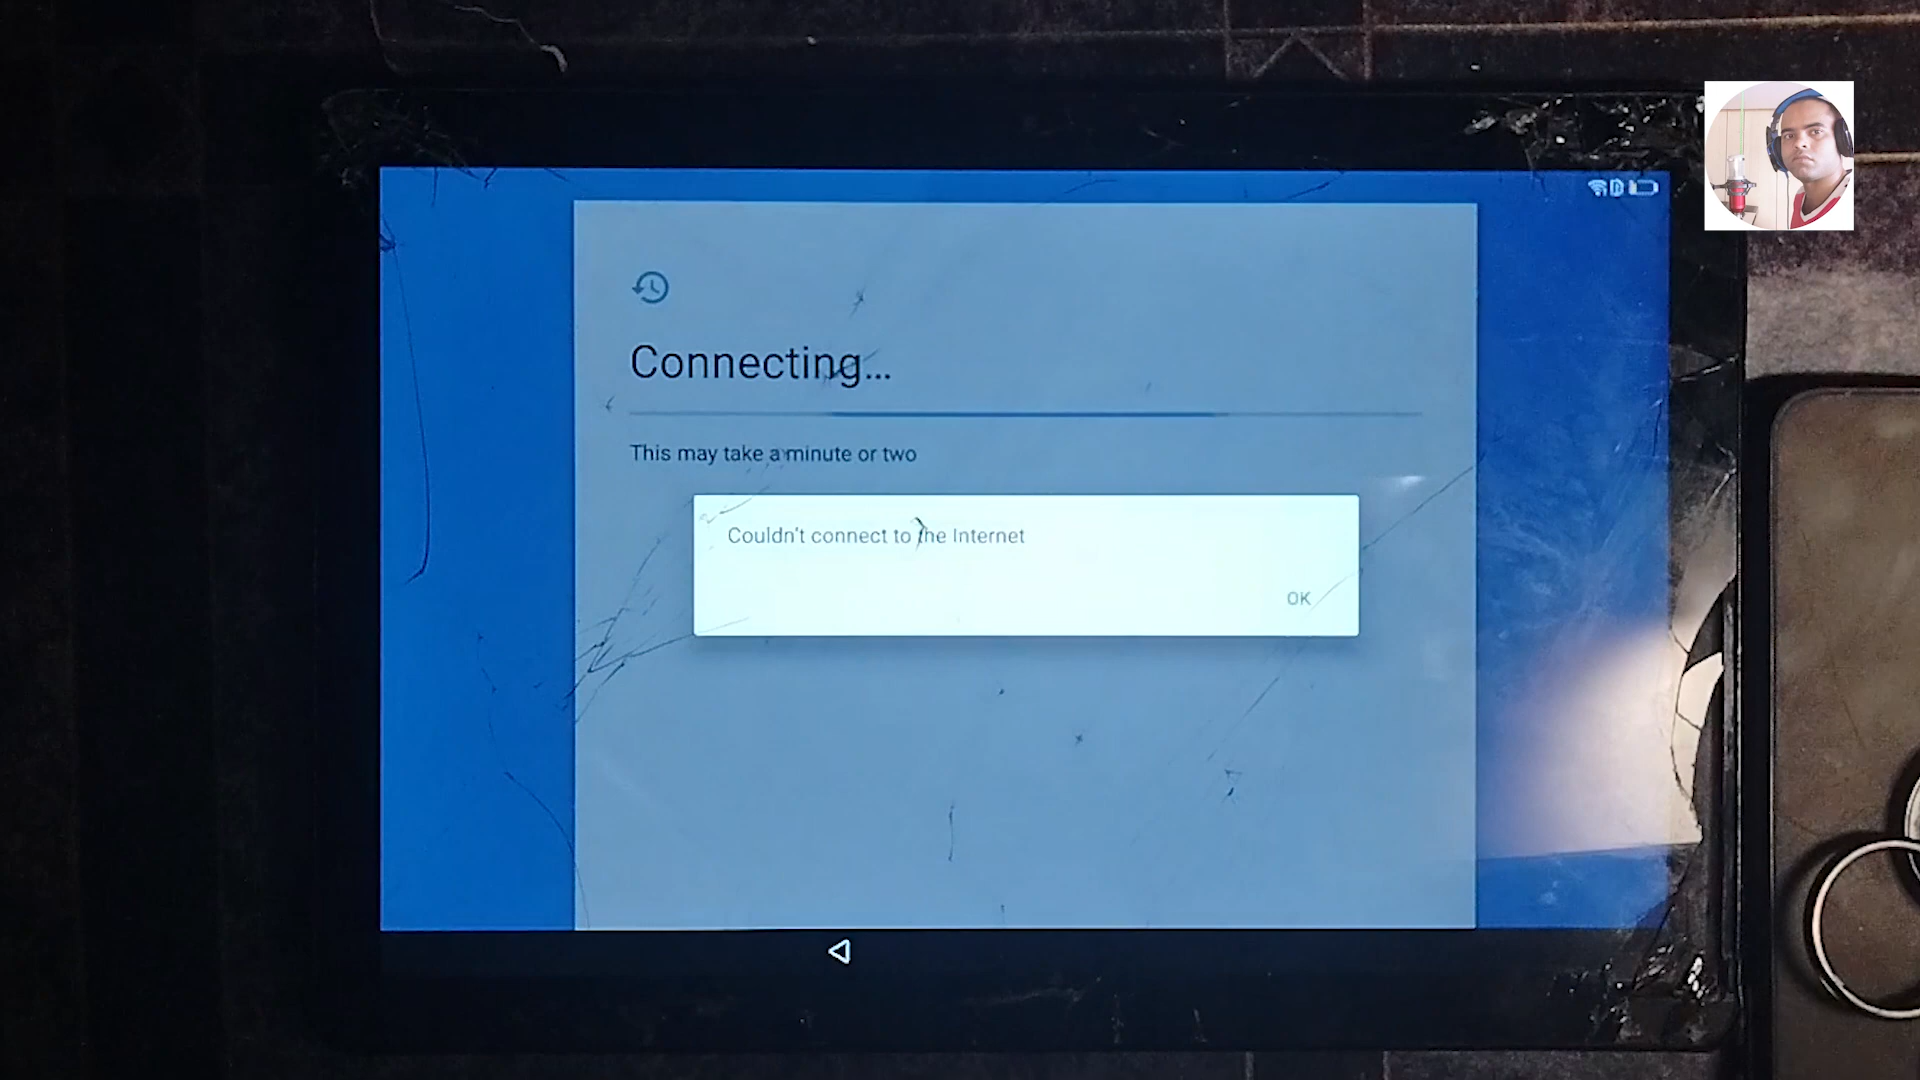 Connecting...
This may take a minute or two
Couldn't connect to the Internet
OK